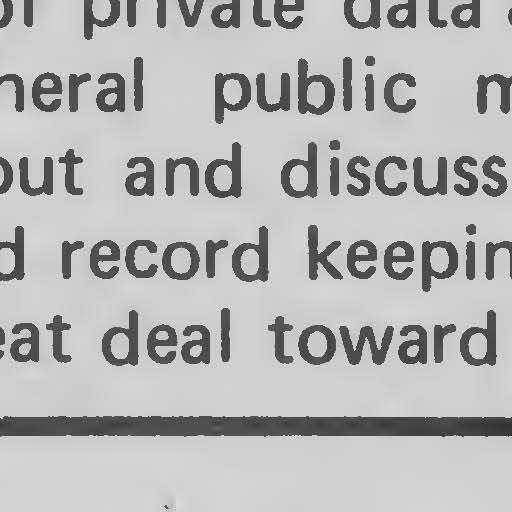 of private data
neral public m
out and discuss
d record keepin
eat deal toward